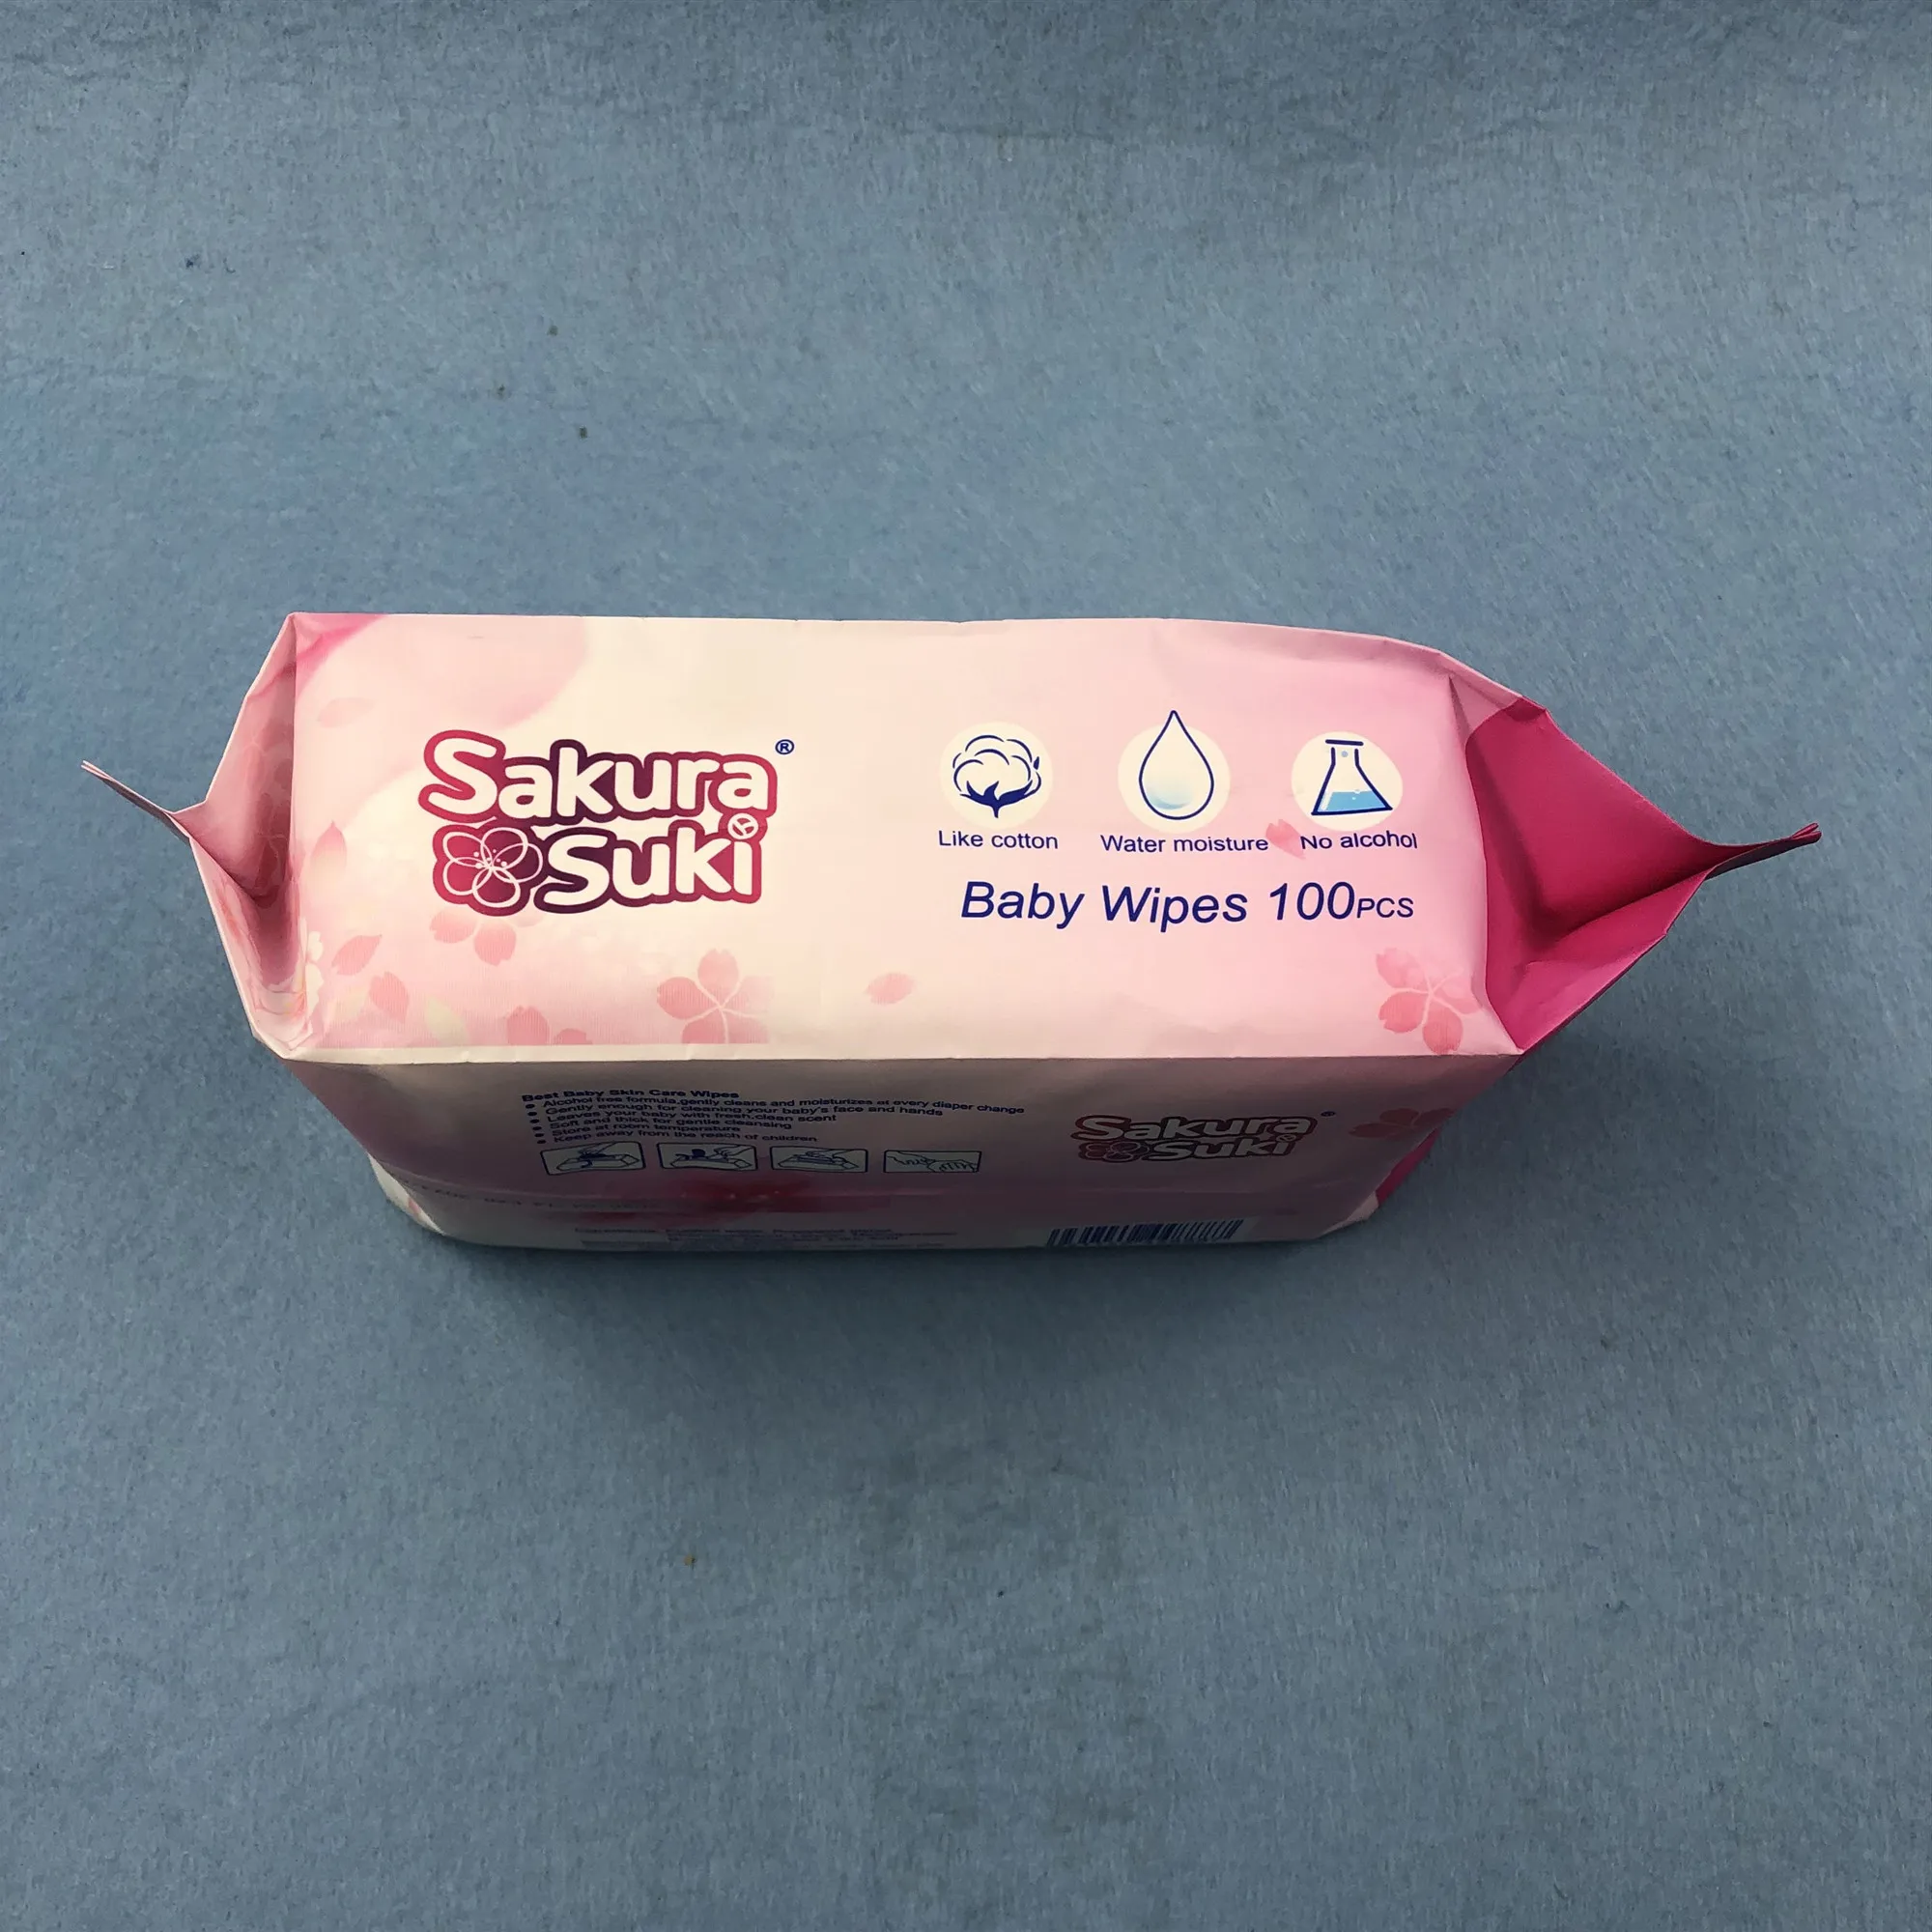 Sakura
Suki
®
Like cotton
Water moisture
No alcohol
Baby Wipes 100PCS
Best Baby Skin Care Wipes
Alcohol free formula,gently cleans and moisturizes at every diaper change
Gently enough for cleaning your baby's face and hands
Leaves your baby with fresh,clean scent
Soft and thick for gentle cleansing
Store at room temperature
Keep away from the reach of children
Sakura
Suki